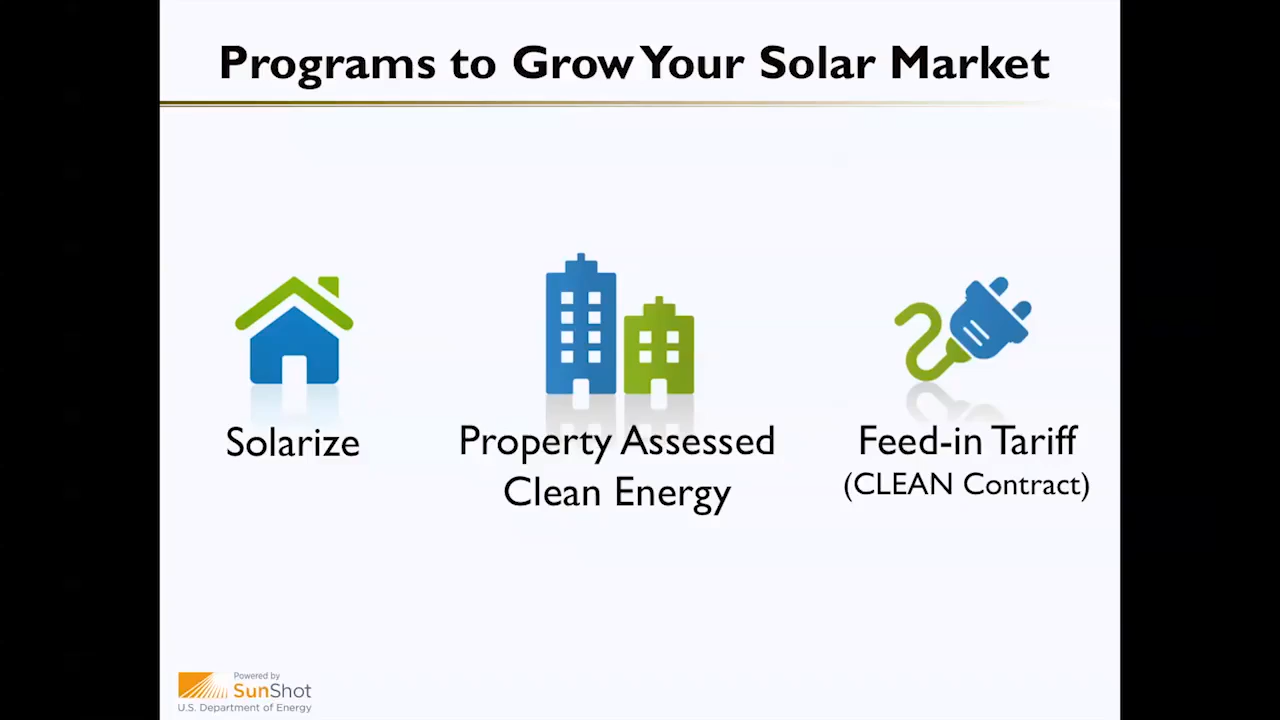 Programs to Grow Your Solar Market
Solarize
Property Assessed
Clean Energy
Feed-in Tariff
(CLEAN Contract)
Powered by
SunShot
U.S. Department of Energy